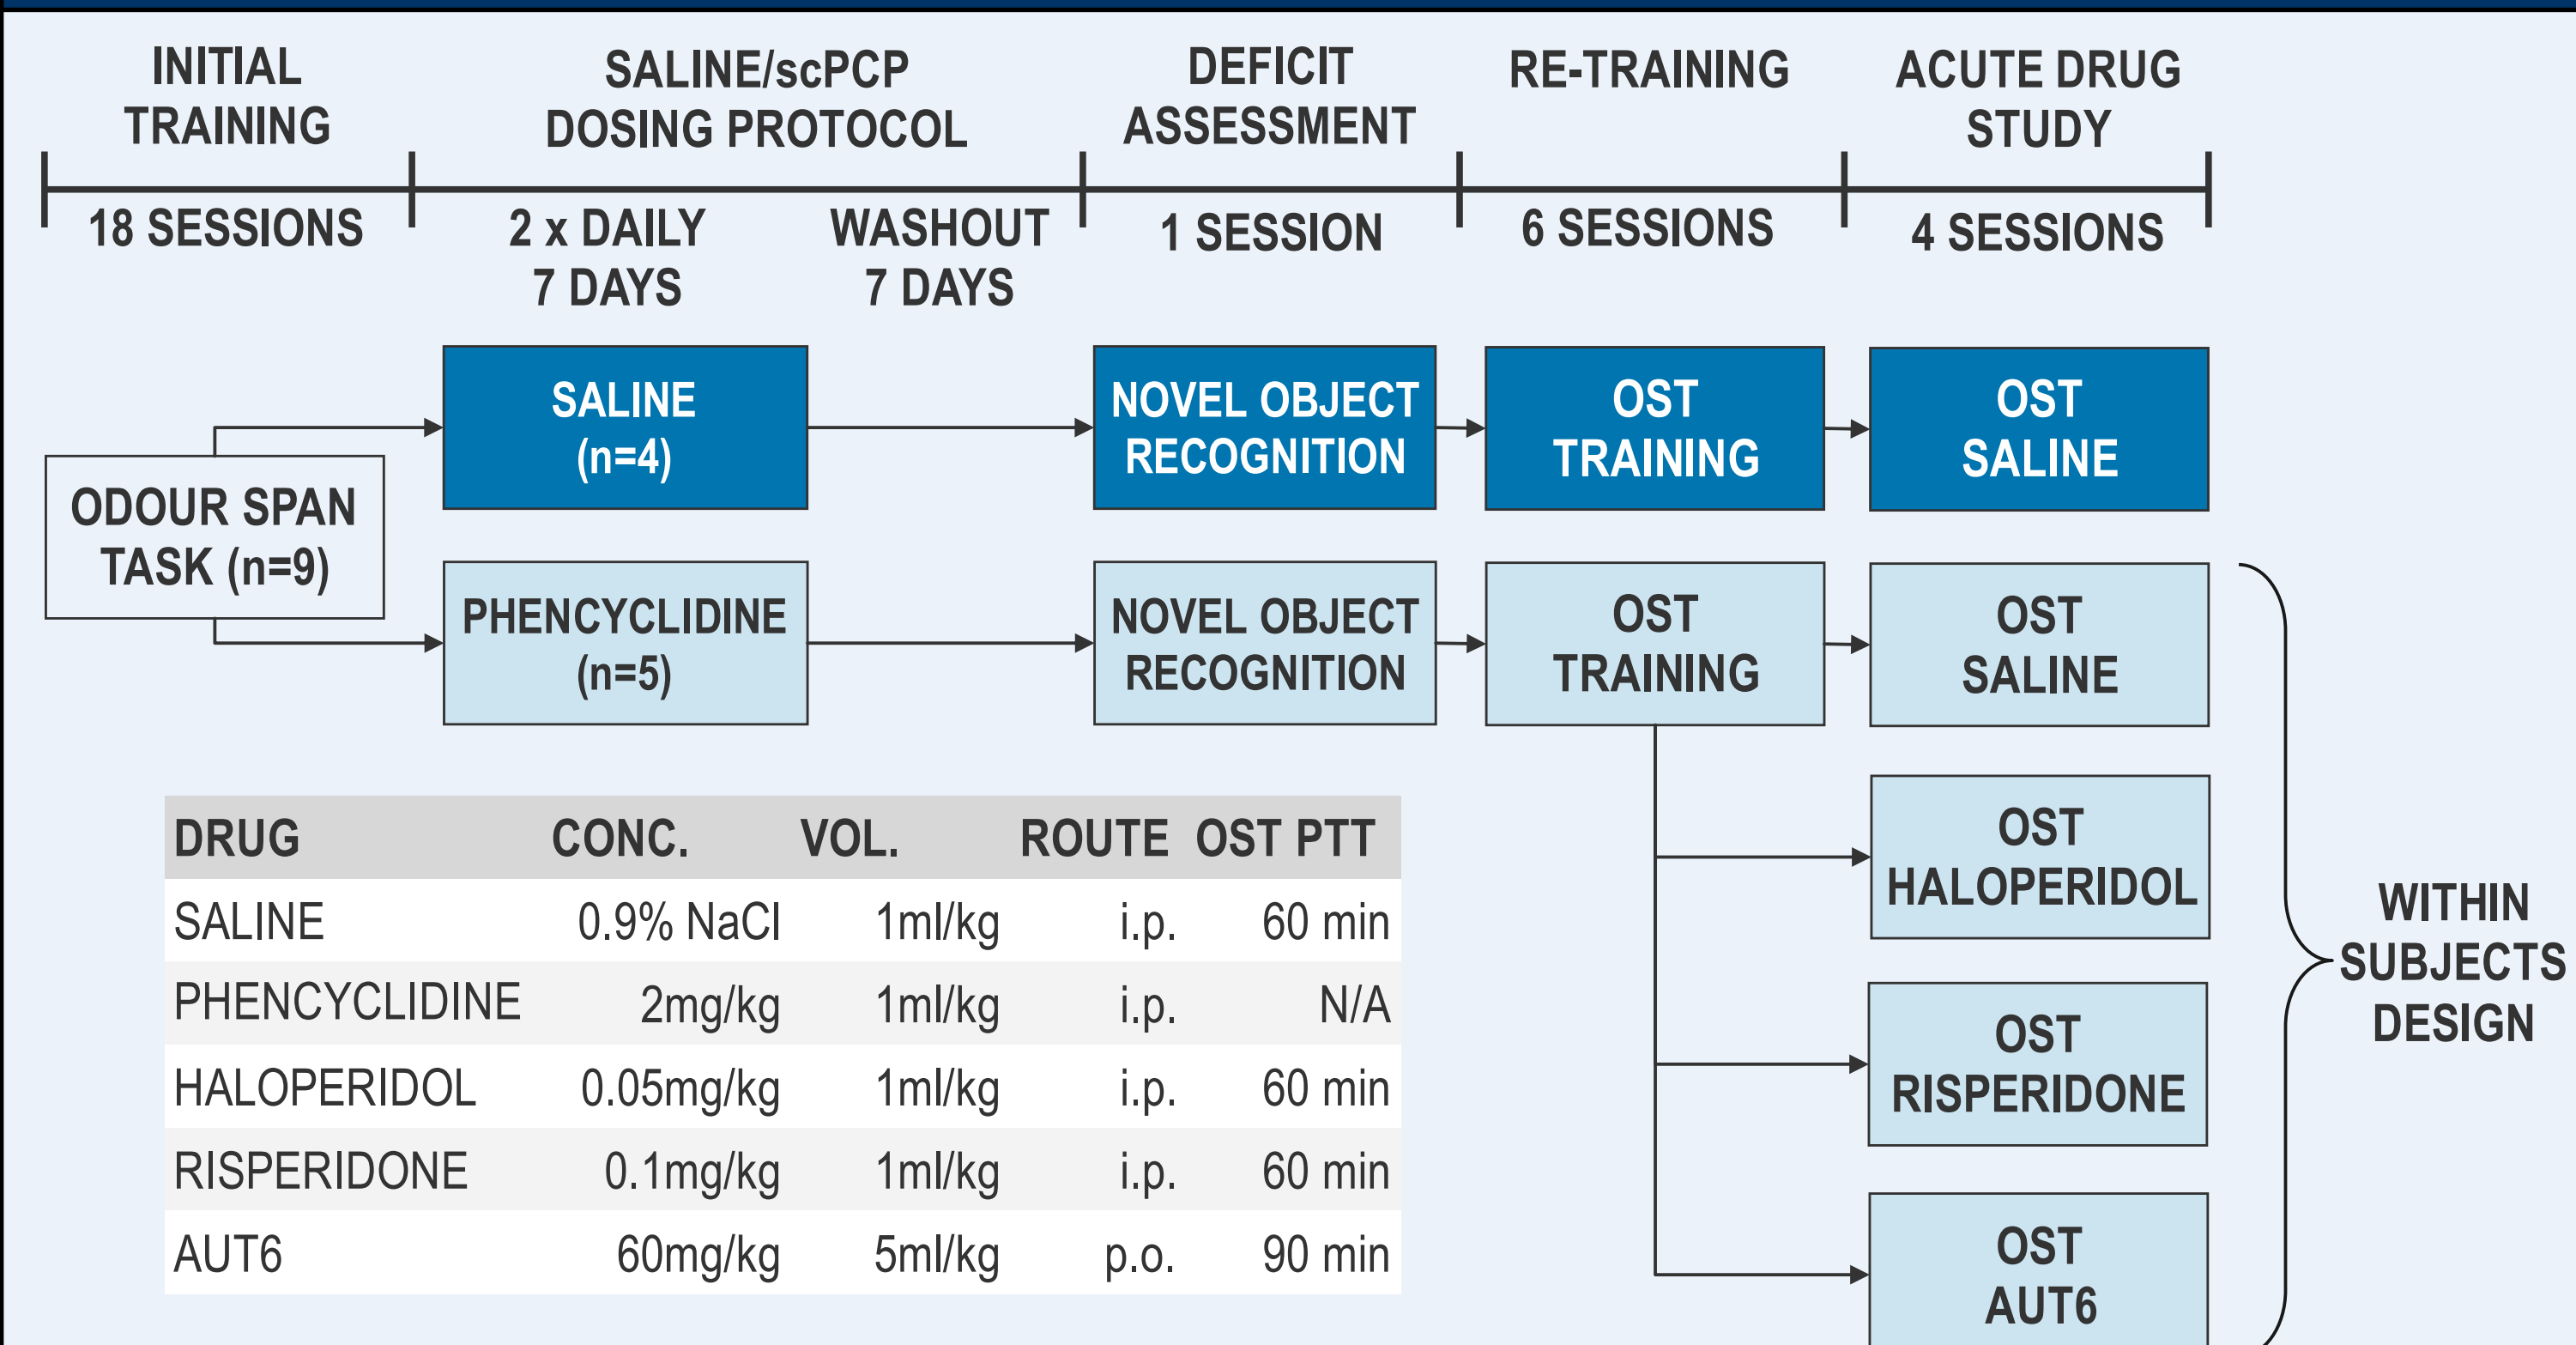 INITIAL
TRAINING
SALINE/scPCP
DOSING PROTOCOL
DEFICIT
ASSESSMENT
RE-TRAINING
ACUTE DRUG
STUDY
18 SESSIONS
2 x DAILY
7 DAYS
WASHOUT
7 DAYS
1 SESSION
6 SESSIONS
4 SESSIONS
ODOUR SPAN
TASK (n=9)
SALINE
(n=4)
NOVEL OBJECT
RECOGNITION
OST
TRAINING
OST
SALINE
PHENCYCLIDINE
(n=5)
NOVEL OBJECT
RECOGNITION
OST
TRAINING
OST
SALINE
OST
HALOPERIDOL
OST
RISPERIDONE
OST
AUT6
WITHIN
SUBJECTS
DESIGN
DRUG CONC. VOL. ROUTE OST PTT
SALINE 0.9% NaCl 1ml/kg i.p. 60 min
PHENCYCLIDINE 2mg/kg 1ml/kg i.p. N/A
HALOPERIDOL 0.05mg/kg 1ml/kg i.p. 60 min
RISPERIDONE 0.1mg/kg 1ml/kg i.p. 60 min
AUT6 60mg/kg 5ml/kg p.o. 90 min